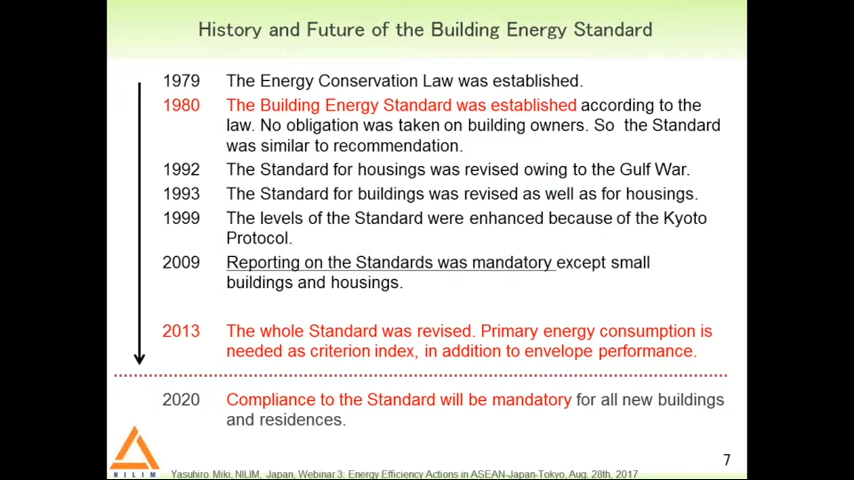 History and Future of the Building Energy Standard
1979 The Energy Conservation Law was established.
1980 The Building Energy Standard was established according to the
law. No obligation was taken on building owners. So the Standard
was similar to recommendation.
1992 The Standard for housings was revised owing to the Gulf War.
1993 The Standard for buildings was revised as well as for housings.
1999 The levels of the Standard were enhanced because of the Kyoto
Protocol.
2009 Reporting on the Standards was mandatory except small
buildings and housings.
2013 The whole Standard was revised. Primary energy consumption is
needed as criterion index, in addition to envelope performance.
2020 Compliance to the Standard will be mandatory for all new buildings
and residences.
7
NILIM
Yasuhiro Miki, NILIM, Japan, Webinar 3: Energy Efficiency Actions in ASEAN-Japan-Tokyo, Aug. 28th, 2017